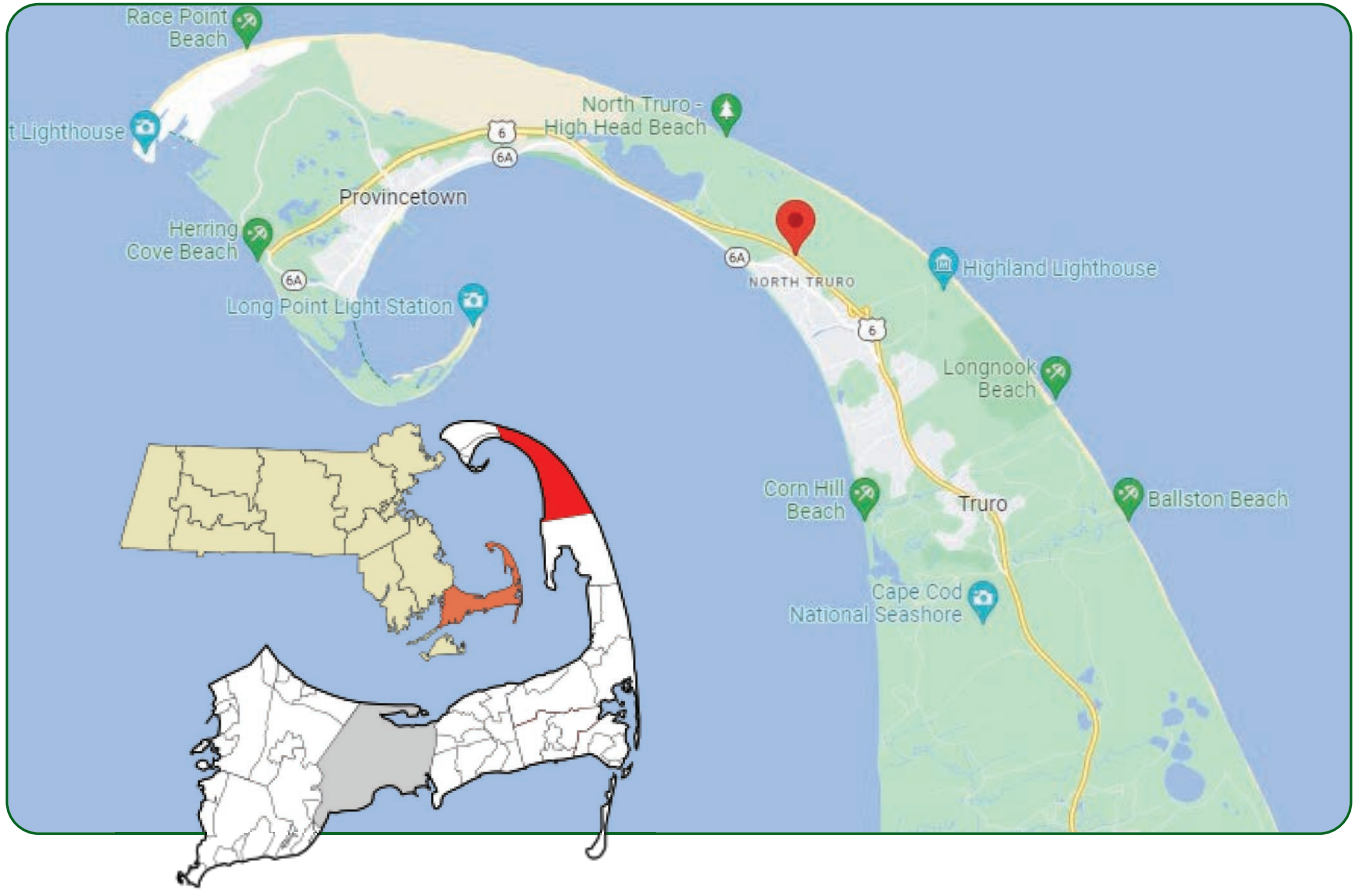 Race Point
Beach
t Lighthouse
North Truro -
High Head Beach
6
6A
Provincetown
Herring
Cove Beach
6A
6A
Highland Lighthouse
NORTH TRURO
Long Point Light Station
6
Longnook
Beach
Corn Hill
Beach
Truro
Ballston Beach
Cape Cod
National Seashore